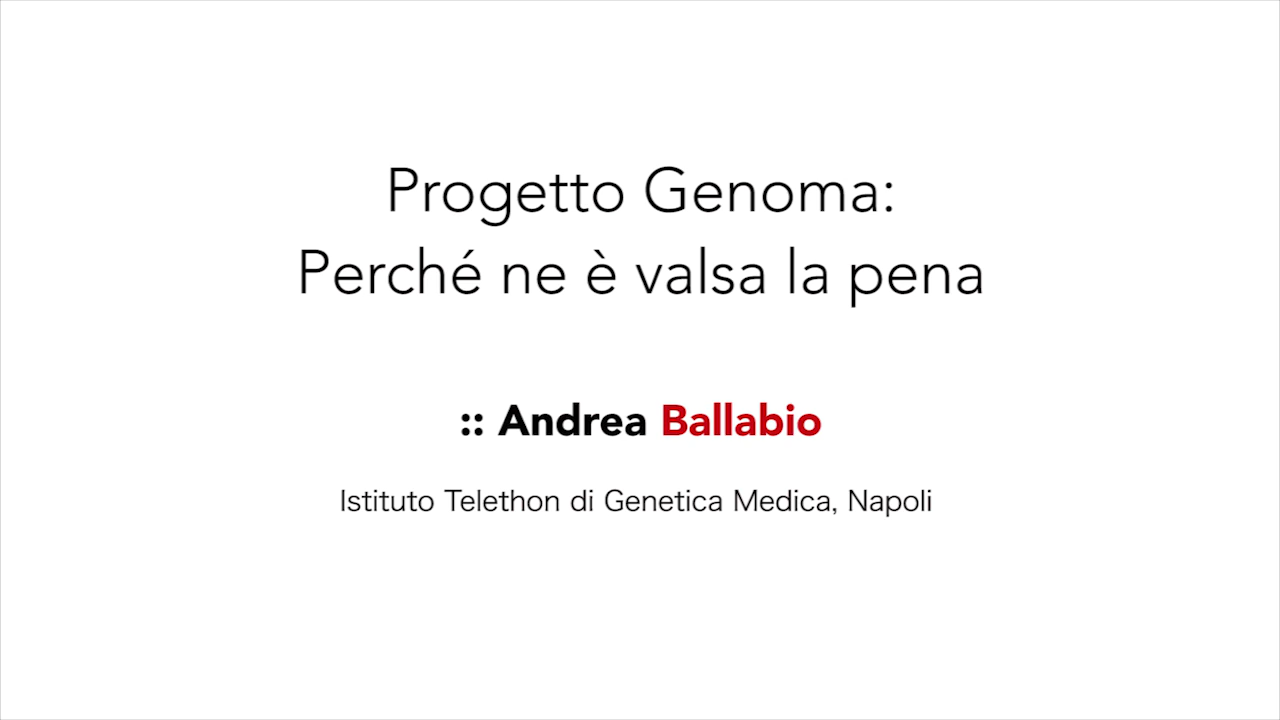 Progetto Genoma:
Perché ne è valsa la pena
:: Andrea Ballabio
Istituto Telethon di Genetica Medica, Napoli